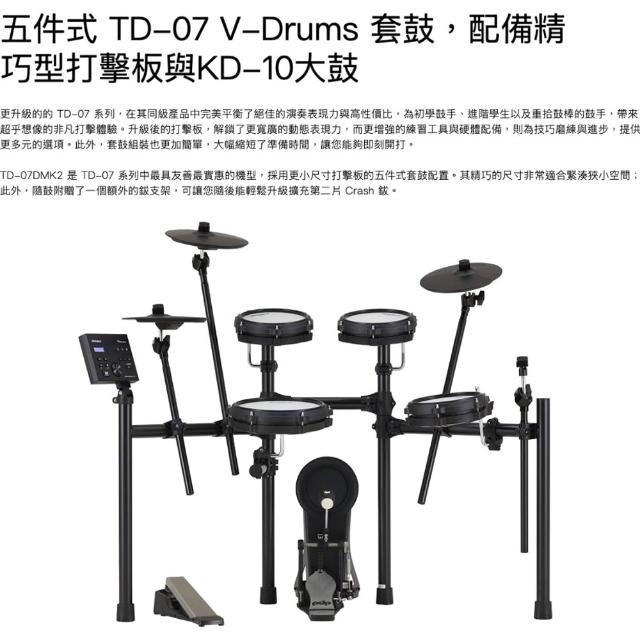 五件式 TD-07 V-Drums 套鼓，配備精
巧型打擊板與KD-10大鼓
更升級的的 TD-07 系列，在其同級產品中完美平衡了絕佳的演奏表現力與高性價比，為初學鼓手、進階學生以及重拾鼓棒的鼓手，帶來
超乎想像的非凡打擊體驗。升級後的打擊板，解鎖了更寬廣的動態表現力，而更增強的練習工具與硬體配備，則為技巧磨練與進步，提供
更多元的選項。此外，套鼓組裝也更加簡單，大幅縮短了準備時間，讓您能夠即刻開打。
TD-07DMK2 是 TD-07 系列中最具友善最實惠的機型，採用更小尺寸打擊板的五件式套鼓配置。其精巧的尺寸非常適合緊湊狹小空間；
此外，隨鼓附贈了一個額外的鈸支架，可讓您隨後能輕鬆升級擴充第二片 Crash 鈸。
pdp